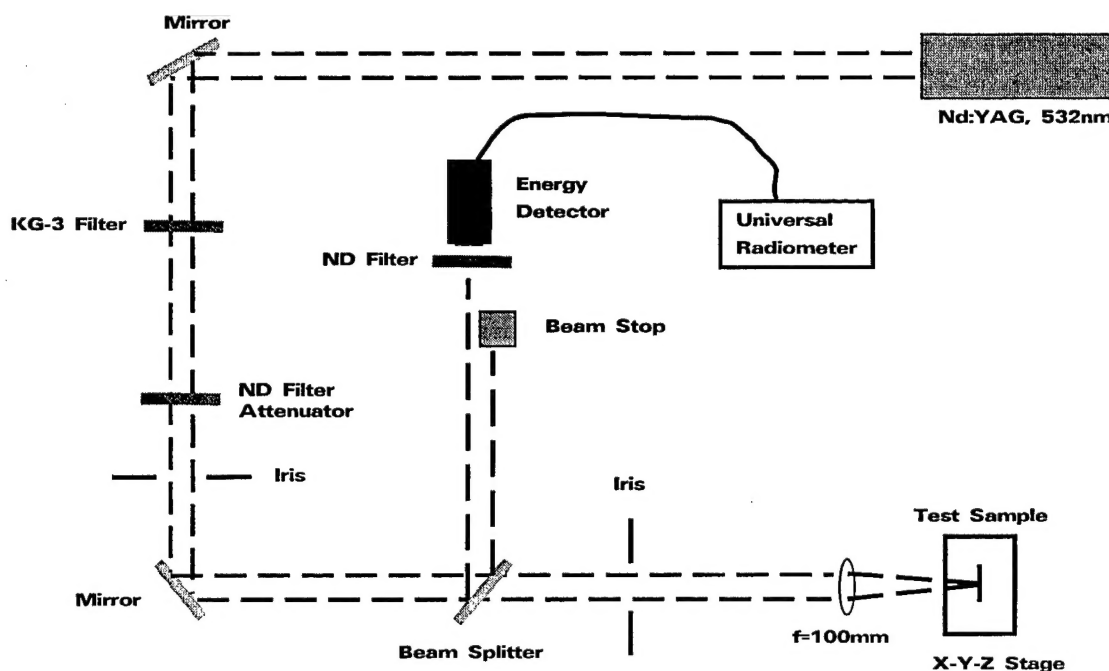 Mirror
Nd:YAG, 532nm
Energy
Detector
Universal
Radiometer
KG-3 Filter
ND Filter
Beam Stop
ND Filter
Attenuator
Iris
Iris
Test Sample
Mirror
Beam Splitter
f=100mm
X-Y-Z Stage